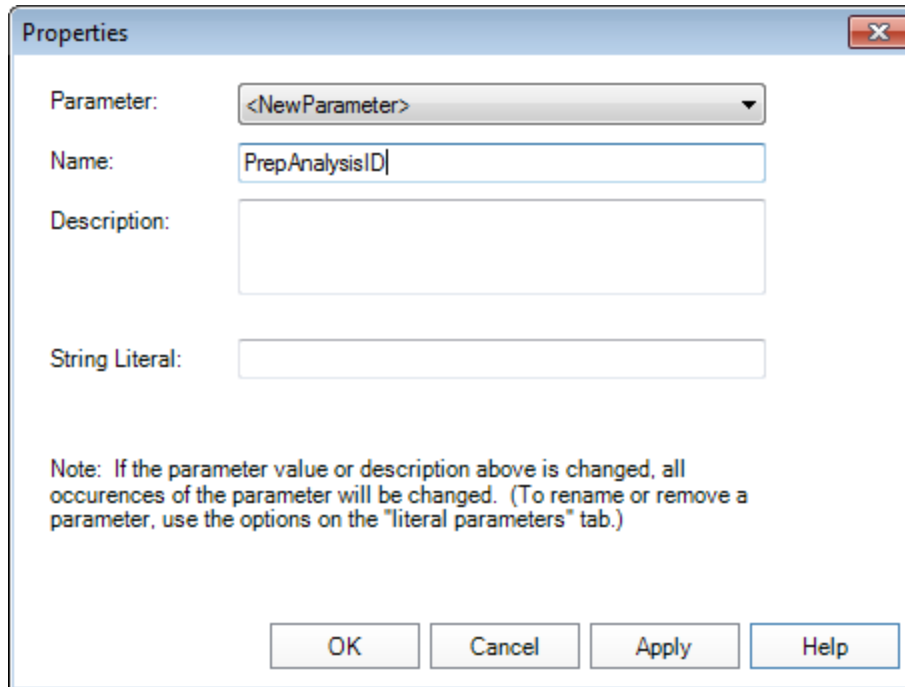 Properties
Parameter: <NewParameter>
Name: PrepAnalysisID
Description:
String Literal:
Note: If the parameter value or description above is changed, all
occurences of the parameter will be changed. (To rename or remove a
parameter, use the options on the "literal parameters" tab.)
OK Cancel Apply Help